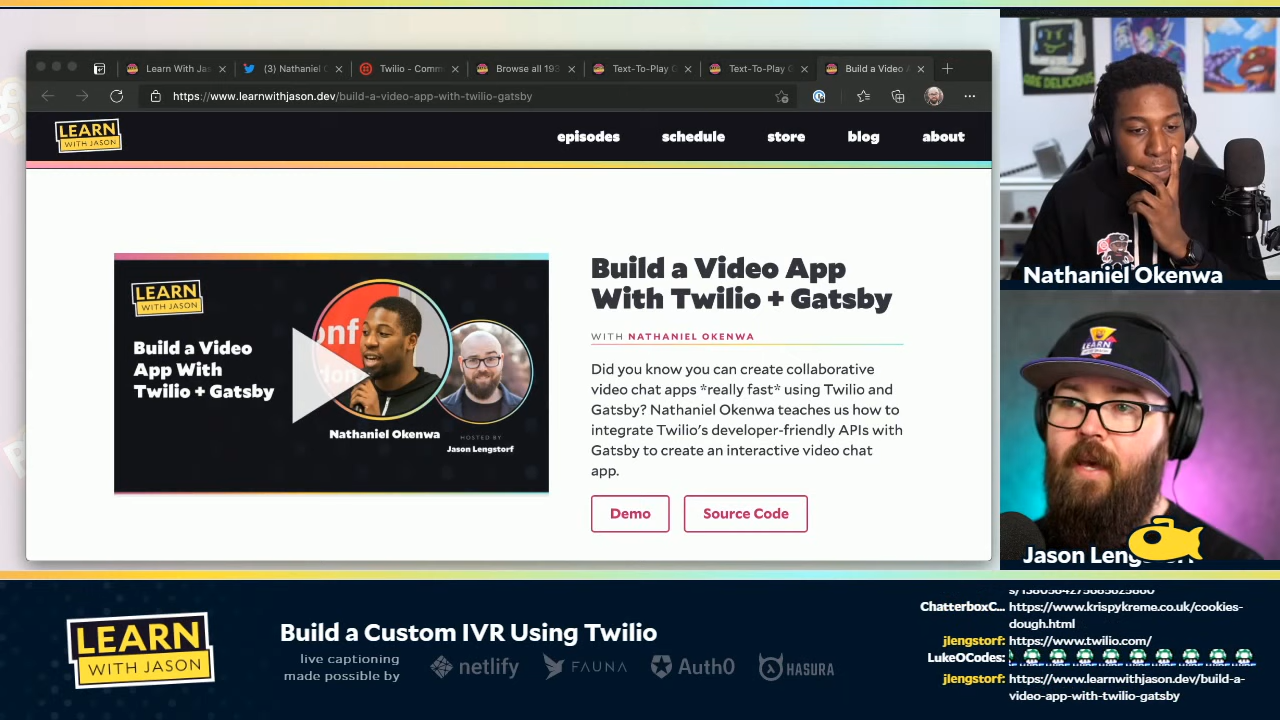 ARE DELICIOUS
Learn With Jas
(3) Nathaniel
Twilio - Comm
Browse all 193
Text-To-Play G
Text-To-Play G
Build a Video A
https://www.learnwithjason.dev/build-a-video-app-with-twilio-gatsby
LEARN
WITH JASON
episodes
schedule
store
blog
about
LEARN
WITH JASON
Build a Video
App With
Twilio + Gatsby
onf
Nathaniel Okenwa
HOSTED BY
Jason Lengstorf
Build a Video App
With Twilio + Gatsby
WITH NATHANIEL OKENWA
Did you know you can create collaborative
video chat apps *really fast* using Twilio and
Gatsby? Nathaniel Okenwa teaches us how to
integrate Twilio's developer-friendly APIs with
Gatsby to create an interactive video chat
app.
Demo
Source Code
Nathaniel Okenwa
LEARN
Jason Leng
LEARN
WITH JASON
Build a Custom IVR Using Twilio
live captioning
made possible by
netlify
FAUNA
Auth0
HASURA
ChatterboxC... https://www.krispykreme.co.uk/cookies-
dough.html
jlengstorf: https://www.twilio.com/
LukeOCodes:
jlengstorf: https://www.learnwithjason.dev/build-a-
video-app-with-twilio-gatsby